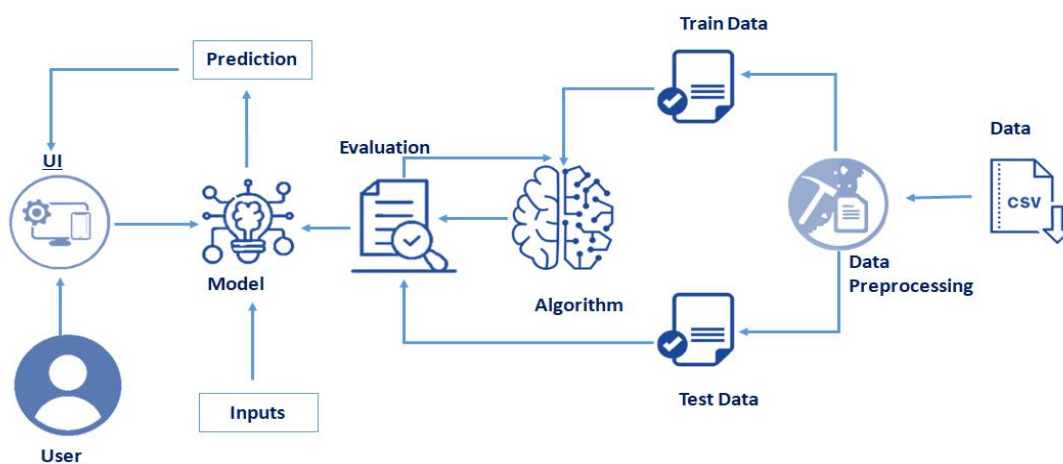 Train Data
Prediction
Data
Evaluation
UI
CSV
Model
Data
Preprocessing
Algorithm
Test Data
Inputs
User